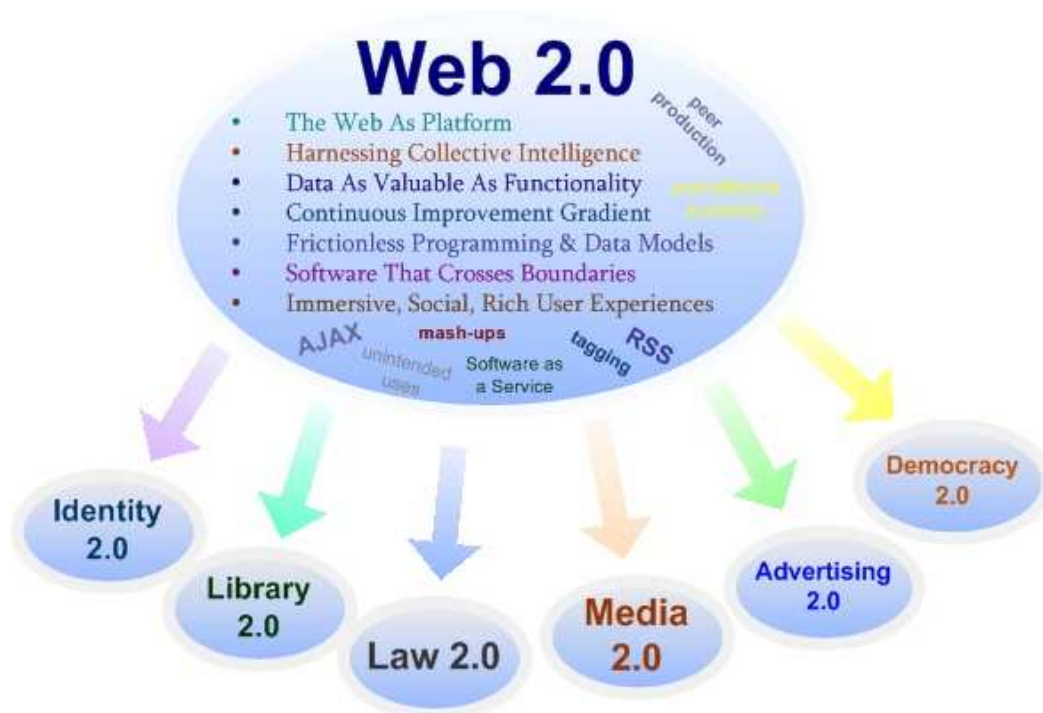 Web 2.0
peer
production
• The Web As Platform
• Harnessing Collective Intelligence
• Data As Valuable As Functionality
• Continuous Improvement Gradient
• Frictionless Programming & Data Models
• Software That Crosses Boundaries
• Immersive, Social, Rich User Experiences
AJAX
mash-ups
tagging
RSS
unintended
uses
Software as
a Service
Identity
2.0
Library
2.0
Law 2.0
Media
2.0
Advertising
2.0
Democracy
2.0